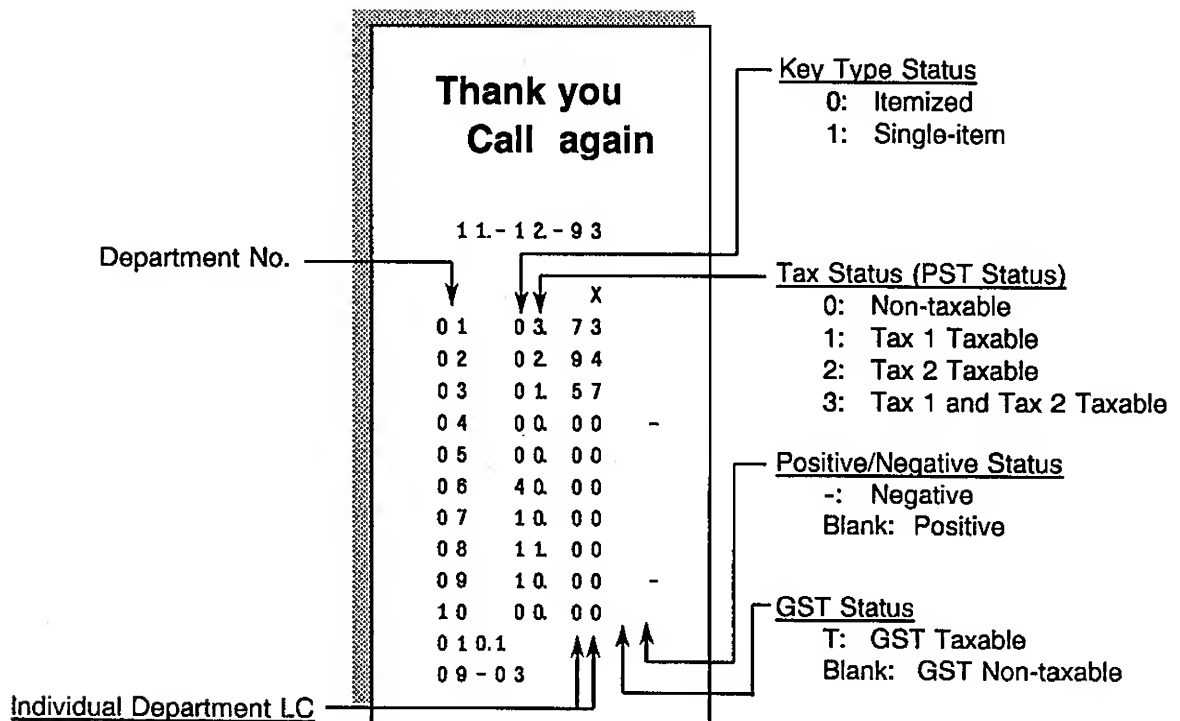 Thank you
Call again
11.-12-93
Department No.
X
01 03. 73
02 02. 94
03 01. 57
04 00. 00 -
05 00. 00
06 40. 00
07 10. 00
08 11. 00
09 10. 00 -
10 00. 00
010.1
09-03
Individual Department LC
Key Type Status
0: Itemized
1: Single-item
Tax Status (PST Status)
0: Non-taxable
1: Tax 1 Taxable
2: Tax 2 Taxable
3: Tax 1 and Tax 2 Taxable
Positive/Negative Status
-: Negative
Blank: Positive
GST Status
T: GST Taxable
Blank: GST Non-taxable